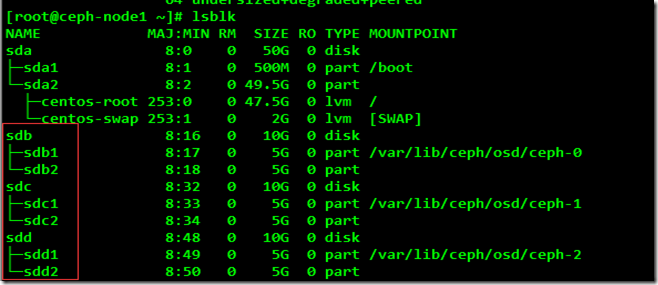 64 undersized+degraded+peered
[root@ceph-node1 ~]# lsblk
NAME MAJ:MIN RM SIZE RO TYPE MOUNTPOINT
sda 8:0 0 50G 0 disk
├─sda1 8:1 0 500M 0 part /boot
└─sda2 8:2 0 49.5G 0 part
├─centos-root 253:0 0 47.5G 0 lvm /
└─centos-swap 253:1 0 2G 0 lvm [SWAP]
sdb 8:16 0 10G 0 disk
├─sdb1 8:17 0 5G 0 part /var/lib/ceph/osd/ceph-0
└─sdb2 8:18 0 5G 0 part
sdc 8:32 0 10G 0 disk
├─sdc1 8:33 0 5G 0 part /var/lib/ceph/osd/ceph-1
└─sdc2 8:34 0 5G 0 part
sdd 8:48 0 10G 0 disk
├─sdd1 8:49 0 5G 0 part /var/lib/ceph/osd/ceph-2
└─sdd2 8:50 0 5G 0 part